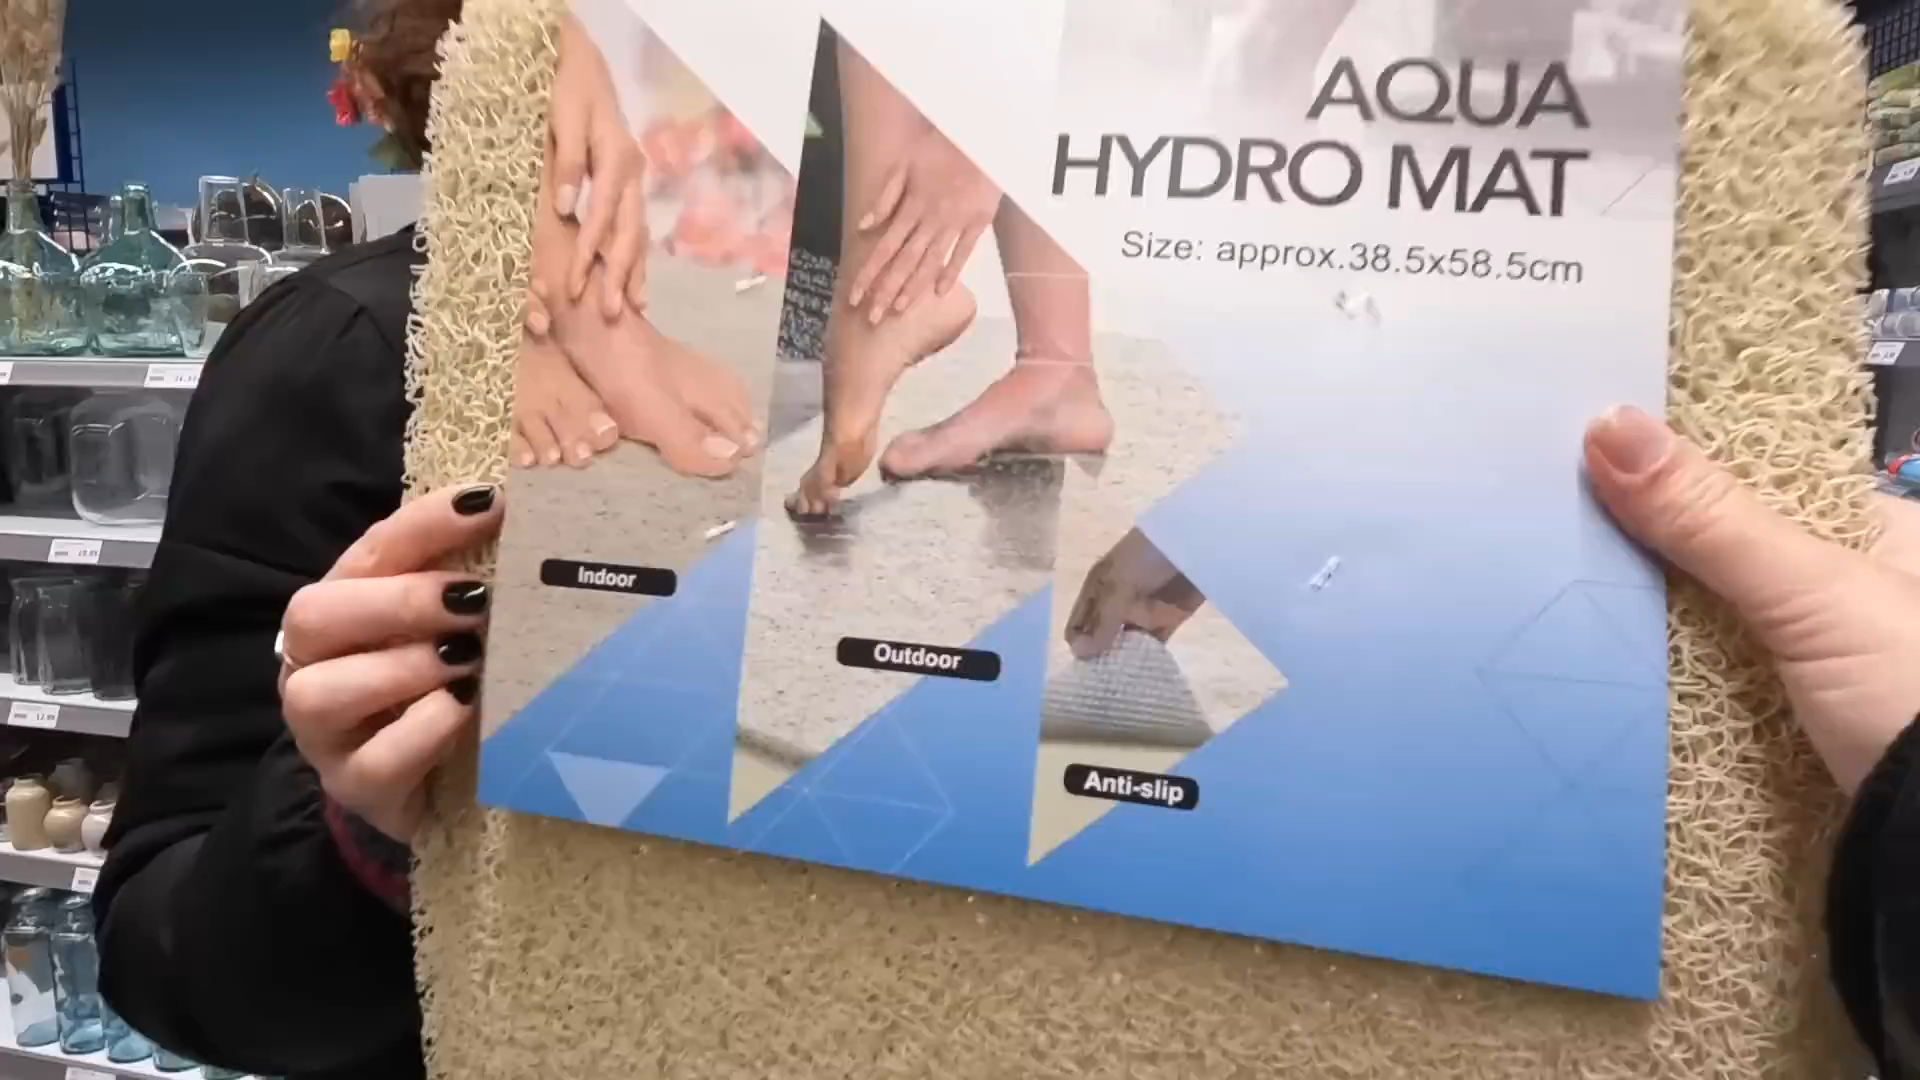 AQUA
HYDRO MAT
Size: approx.38.5x58.5cm
Indoor
Outdoor
Anti-slip